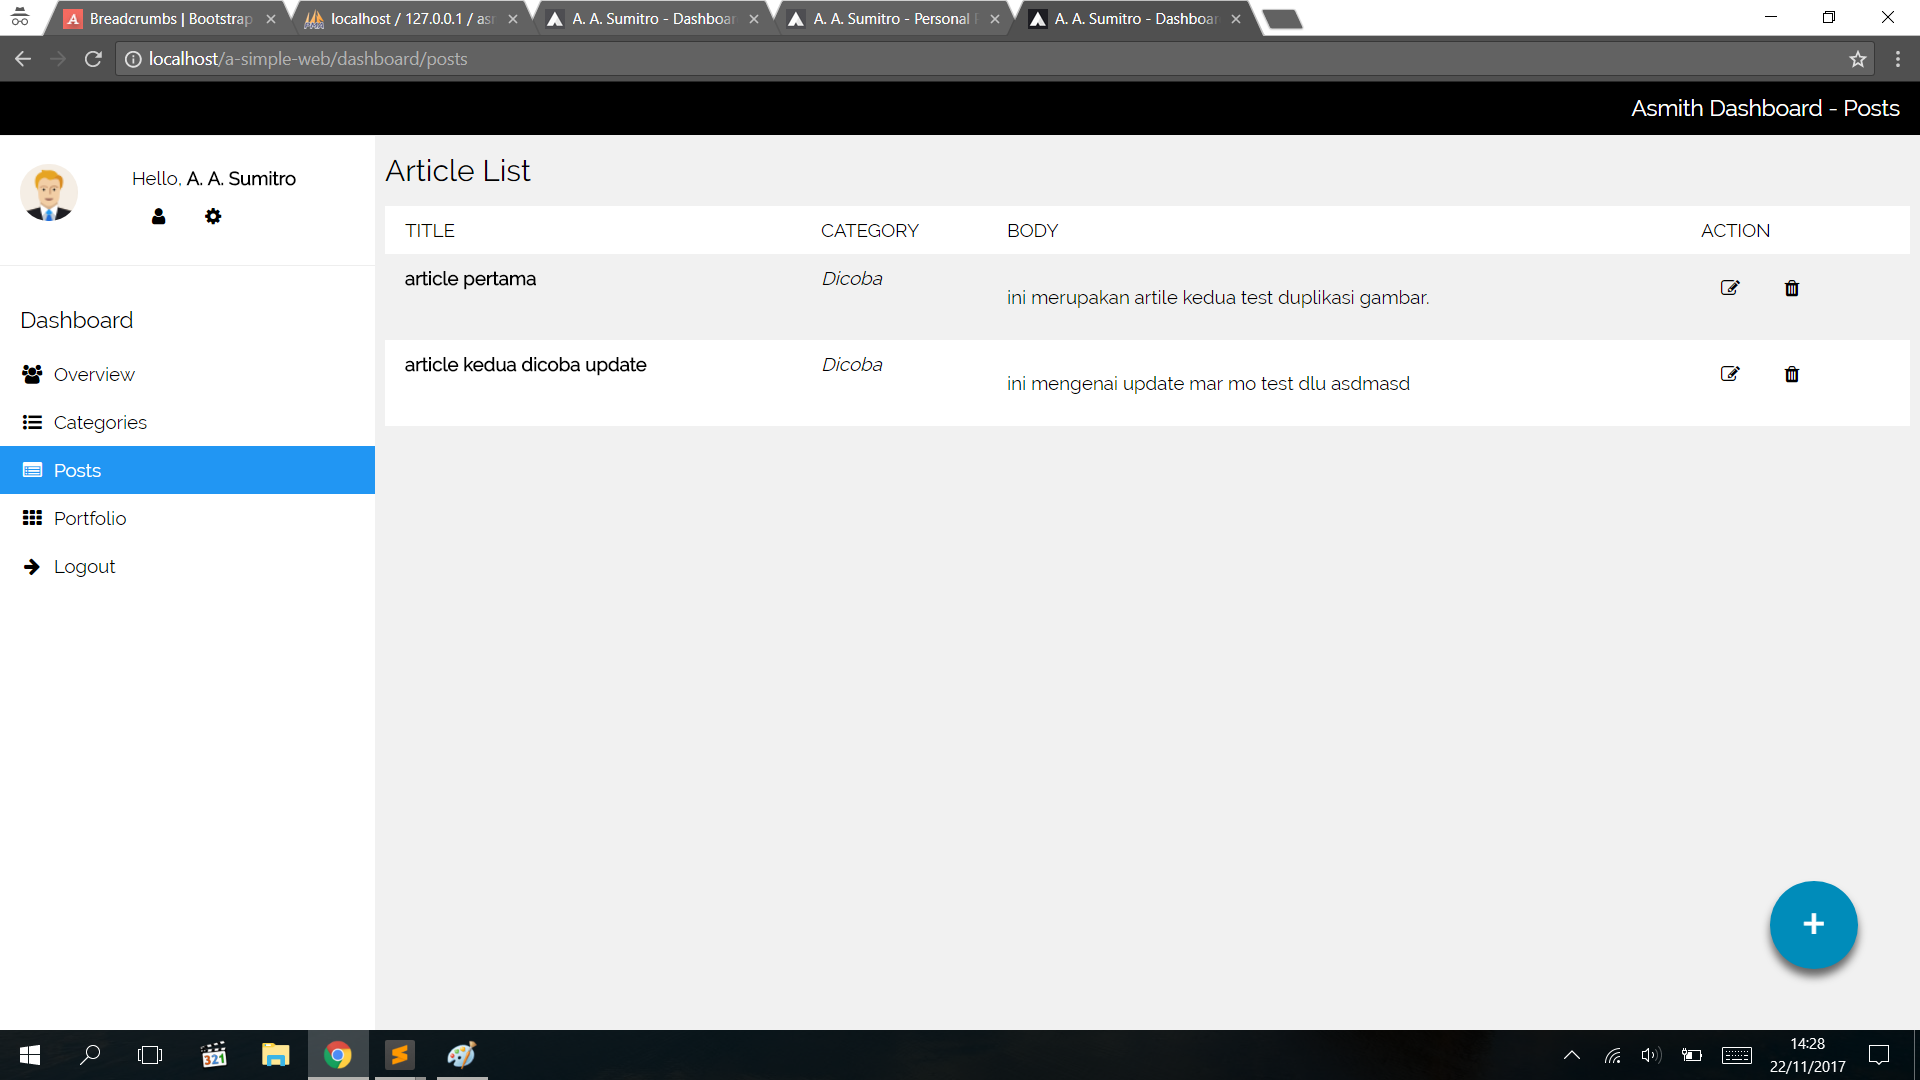 Breadcrumbs | Bootstrap
localhost / 127.0.0.1 / asm
A. A. Sumitro - Dashboar
A. A. Sumitro - Personal
A. A. Sumitro - Dashboar
localhost/a-simple-web/dashboard/posts
Asmith Dashboard - Posts
Hello, A. A. Sumitro
Dashboard
Overview
Categories
Posts
Portfolio
Logout
Article List
TITLE CATEGORY BODY ACTION
article pertama Dicoba ini merupakan artile kedua test duplikasi gambar.
article kedua dicoba update Dicoba ini mengenai update mar mo test dlu asdmasd
+
321
14:28
22/11/2017